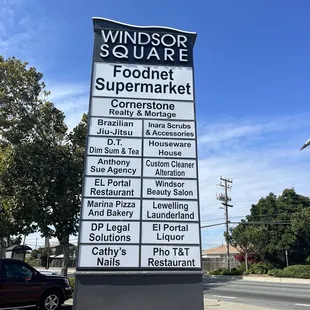 WINDSOR
SQUARE
Foodnet
Supermarket
Cornerstone
Realty & Mortage
Brazilian
Jiu-Jitsu
Inara Scrubs
& Accessories
D.T.
Dim Sum & Tea
Houseware
House
Anthony
Sue Agency
Custom Cleaner
Alteration
EL Portal
Restaurant
Windsor
Beauty Salon
Marina Pizza
And Bakery
Lewelling
Launderland
DP Legal
Solutions
El Portal
Liquor
Cathy's
Nails
Pho T&T
Restaurant